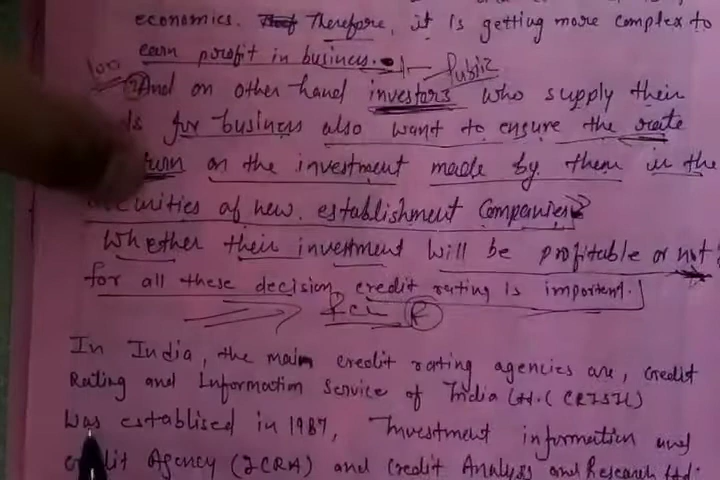 economics. Therefore, it is getting more complex to
earn profit in business.
Public
And on other hand investors who supply their
for business also want to ensure the rate
on the investment made by them in the
of new establishment Companies
Whether their investment will be profitable or not
for all these decision credit rating is important.
In India, the main credit rating agencies are, Credit
Rating and Information Service of India Ltd. (CRISIL)
was establised in 1987, Investment information and
Agency (ICRA) and Credit Analysis and Research Ltd.